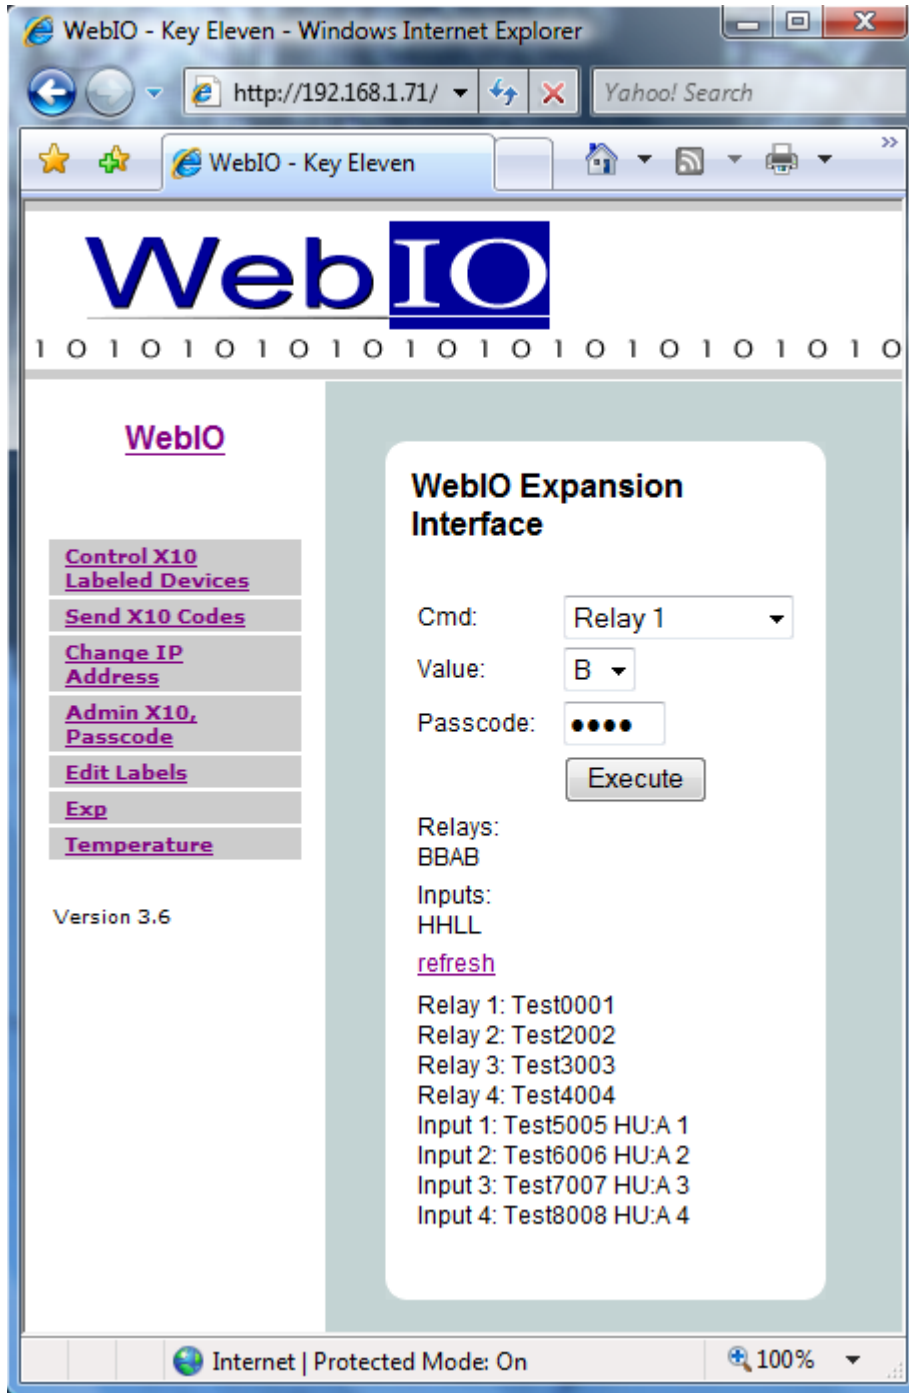 WebIO - Key Eleven - Windows Internet Explorer
http://192.168.1.71/
Yahoo! Search
WebIO - Key Eleven
»
WebIO
1 0 1 0 1 0 1 0 1 0 1 0 1 0 1 0 1 0 1 0 1 0 1 0
WebIO
Control X10
Labeled Devices
Send X10 Codes
Change IP
Address
Admin X10,
Passcode
Edit Labels
Exp
Temperature
Version 3.6
WebIO Expansion
Interface
Cmd: Relay 1
Value: B
Passcode: ●●●●
Execute
Relays:
BBAB
Inputs:
HHLL
refresh
Relay 1: Test0001
Relay 2: Test2002
Relay 3: Test3003
Relay 4: Test4004
Input 1: Test5005 HU:A 1
Input 2: Test6006 HU:A 2
Input 3: Test7007 HU:A 3
Input 4: Test8008 HU:A 4
Internet | Protected Mode: On
100%